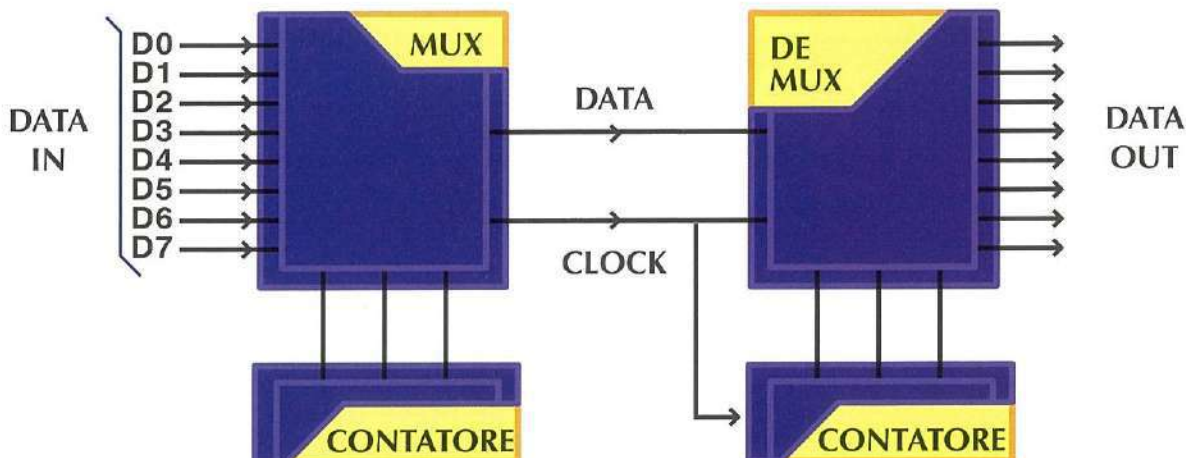 DATA
IN
D0
D1
D2
D3
D4
D5
D6
D7
MUX
DATA
CLOCK
DE
MUX
DATA
OUT
CONTATORE
CONTATORE